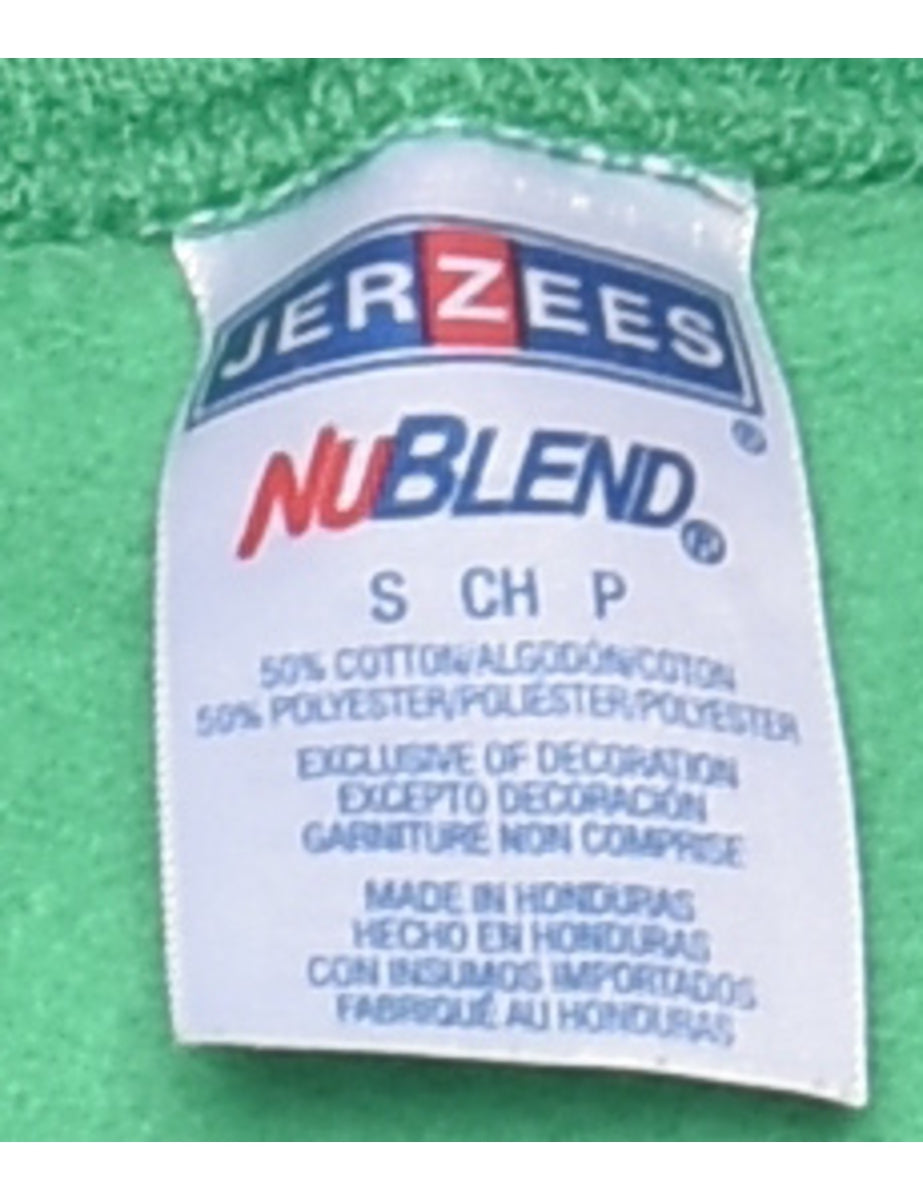 JERZEES
®
NUBLEND®
S CH P
50% COTTON/ALGODÓN/COTON
50% POLYESTER/POLIÉSTER/POLYESTER
EXCLUSIVE OF DECORATION
EXCEPTO DECORACIÓN
GARNITURE NON COMPRISE
MADE IN HONDURAS
HECHO EN HONDURAS
CON INSUMOS IMPORTADOS
FABRIQUÉ AU HONDURAS